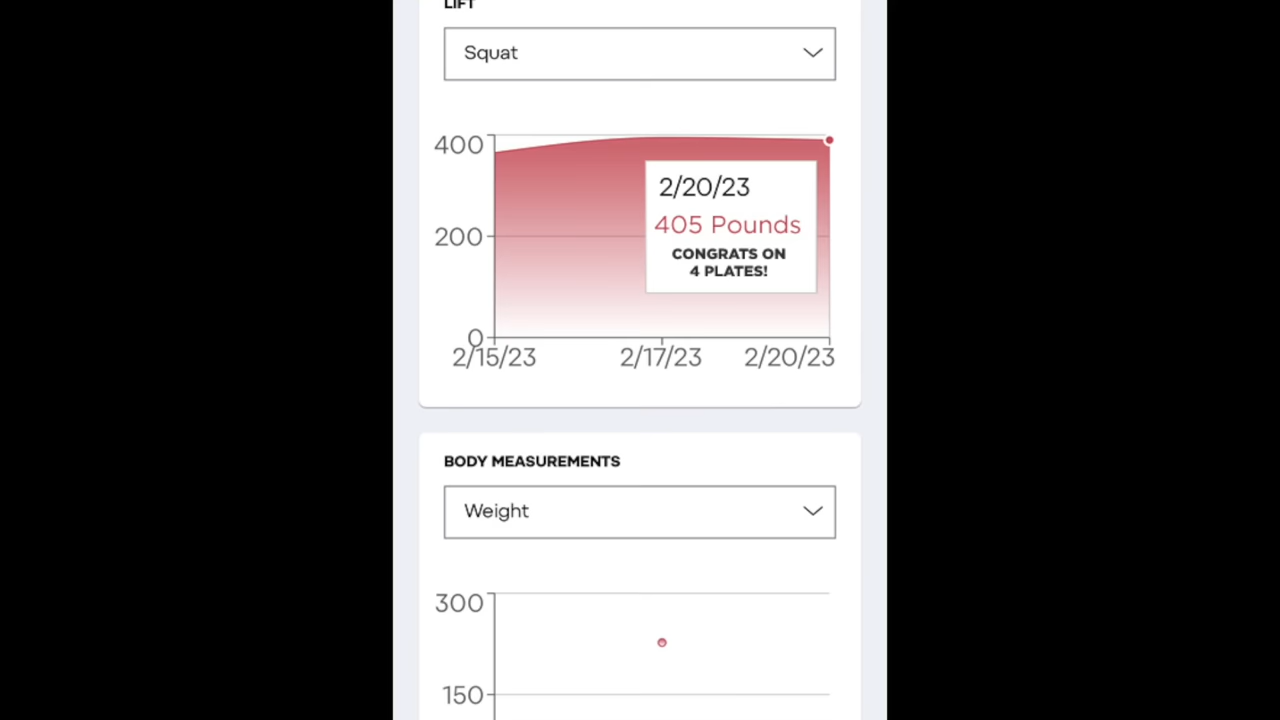 LIFT
Squat
400
2/20/23
405 Pounds
200
CONGRATS ON
4 PLATES!
0
2/15/23 2/17/23 2/20/23
BODY MEASUREMENTS
Weight
300
150